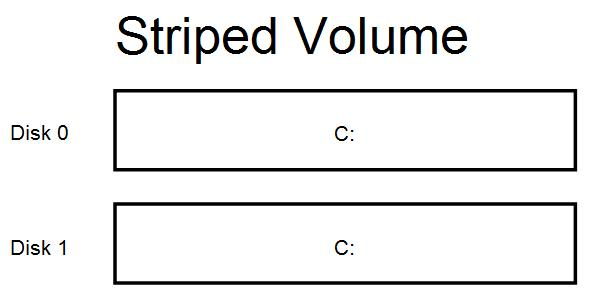 Striped Volume
Disk 0 C:
Disk 1 C: